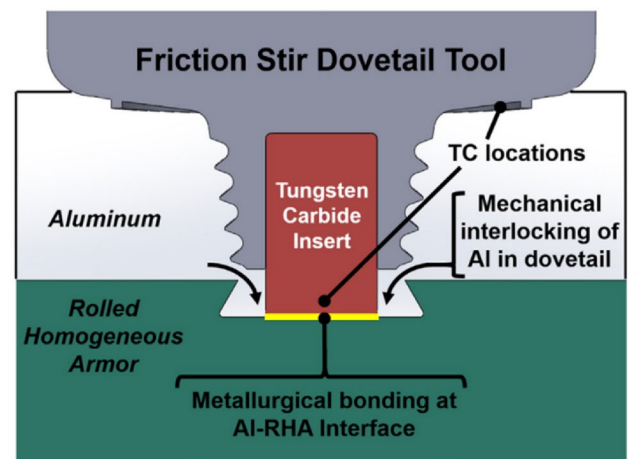 Friction Stir Dovetail Tool
TC locations
Tungsten
Carbide
Insert
Aluminum
Mechanical
interlocking of
Al in dovetail
Rolled
Homogeneous
Armor
Metallurgical bonding at
Al-RHA Interface